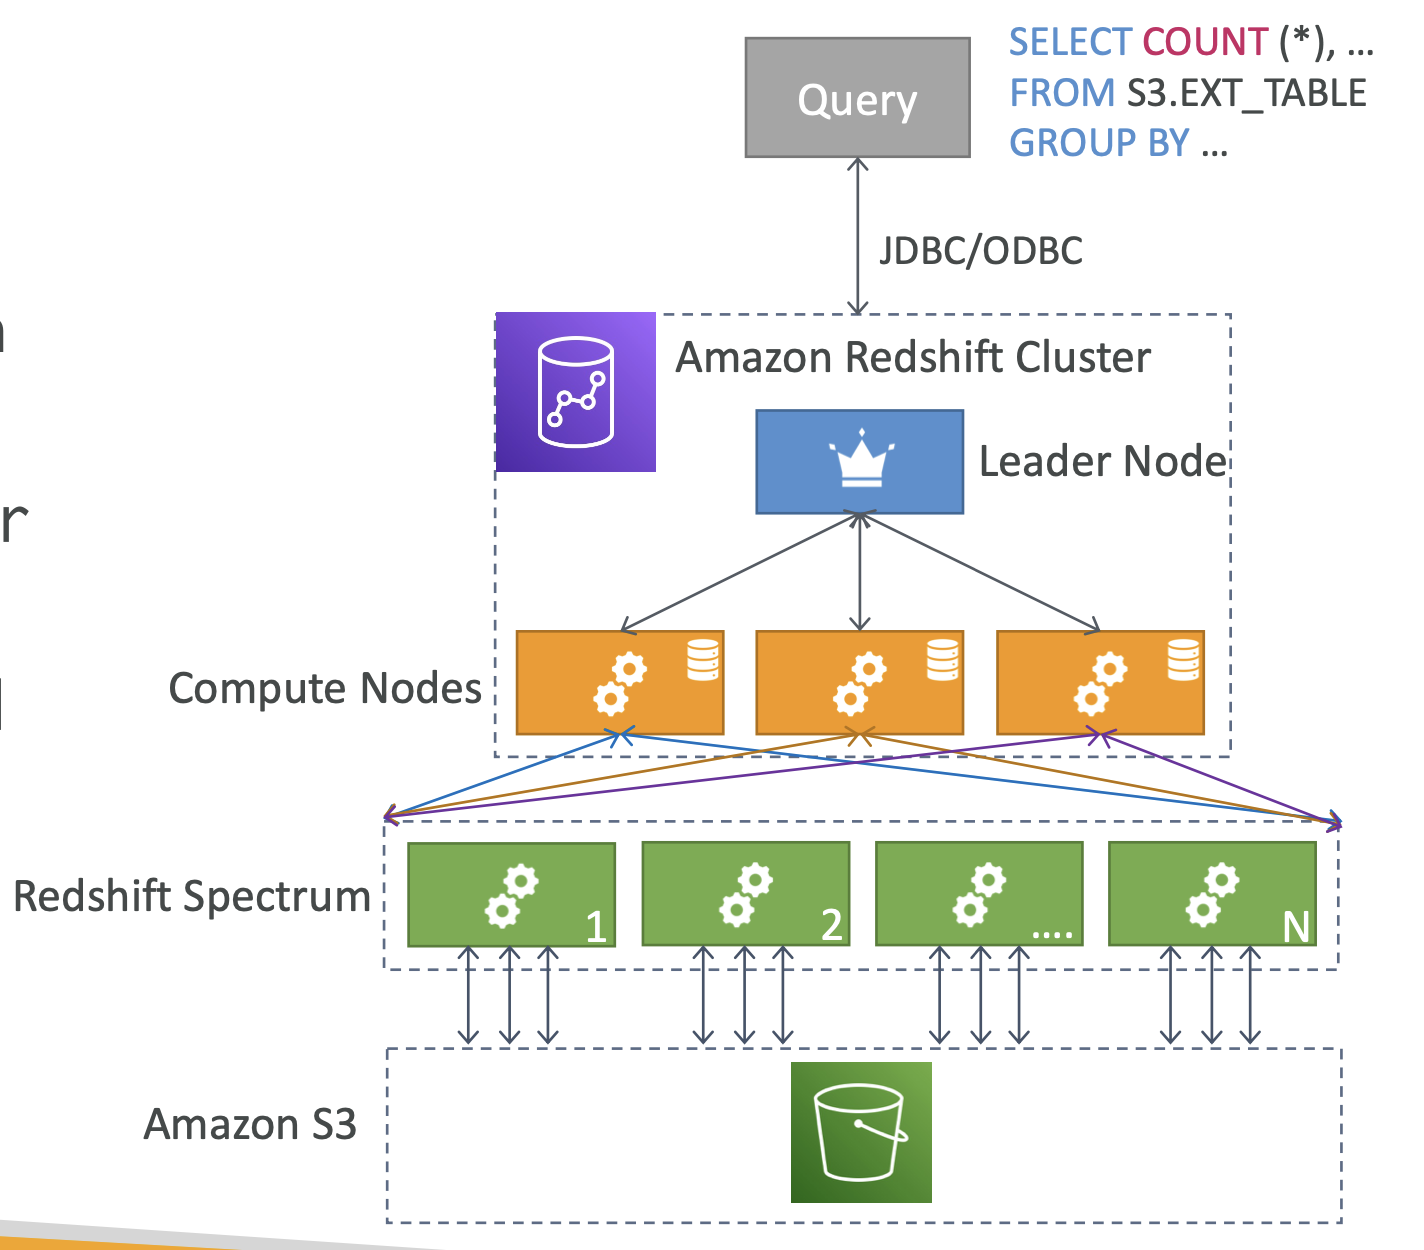 Query
SELECT COUNT (*), ...
FROM S3.EXT_TABLE
GROUP BY ...
JDBC/ODBC
Amazon Redshift Cluster
Leader Node
Compute Nodes
Redshift Spectrum
1
2
....
N
Amazon S3